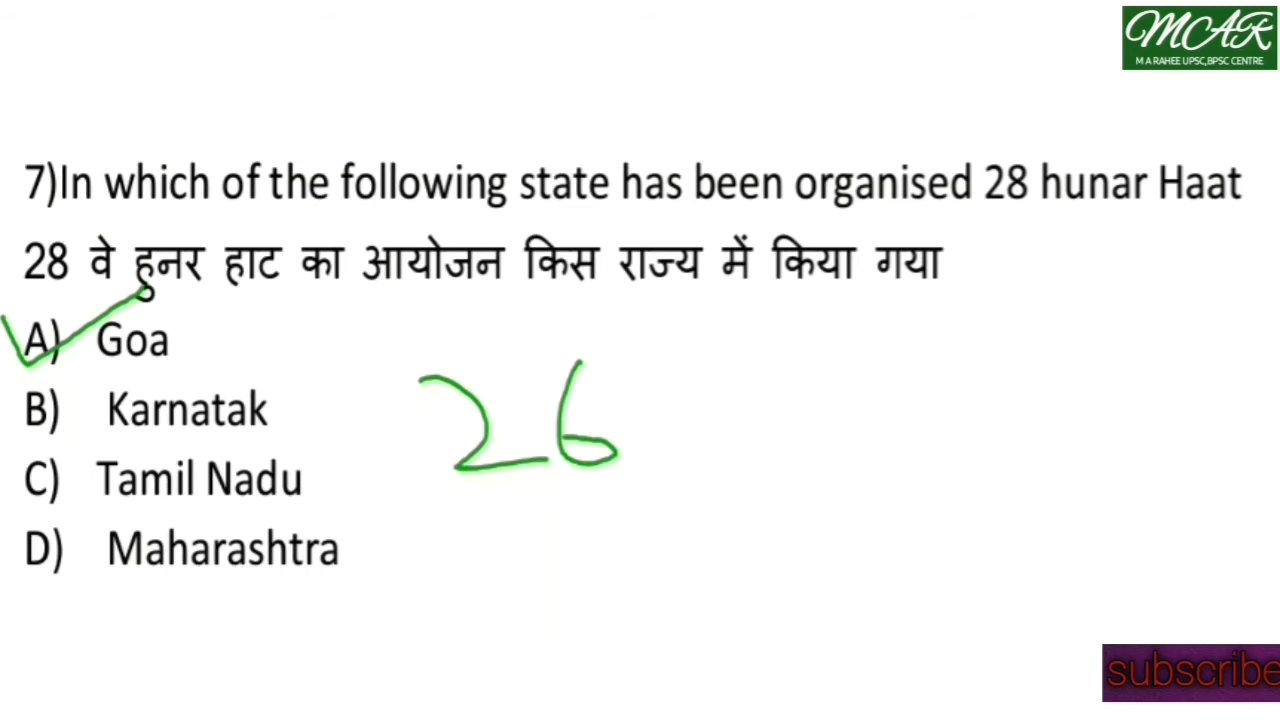 MCAR
M A RAHEE UPSC,BPSC CENTRE
7)In which of the following state has been organised 28 hunar Haat
28 वे हुनर हाट का आयोजन किस राज्य में किया गया
A) Goa
B) Karnatak
26
C) Tamil Nadu
D) Maharashtra
subscribe